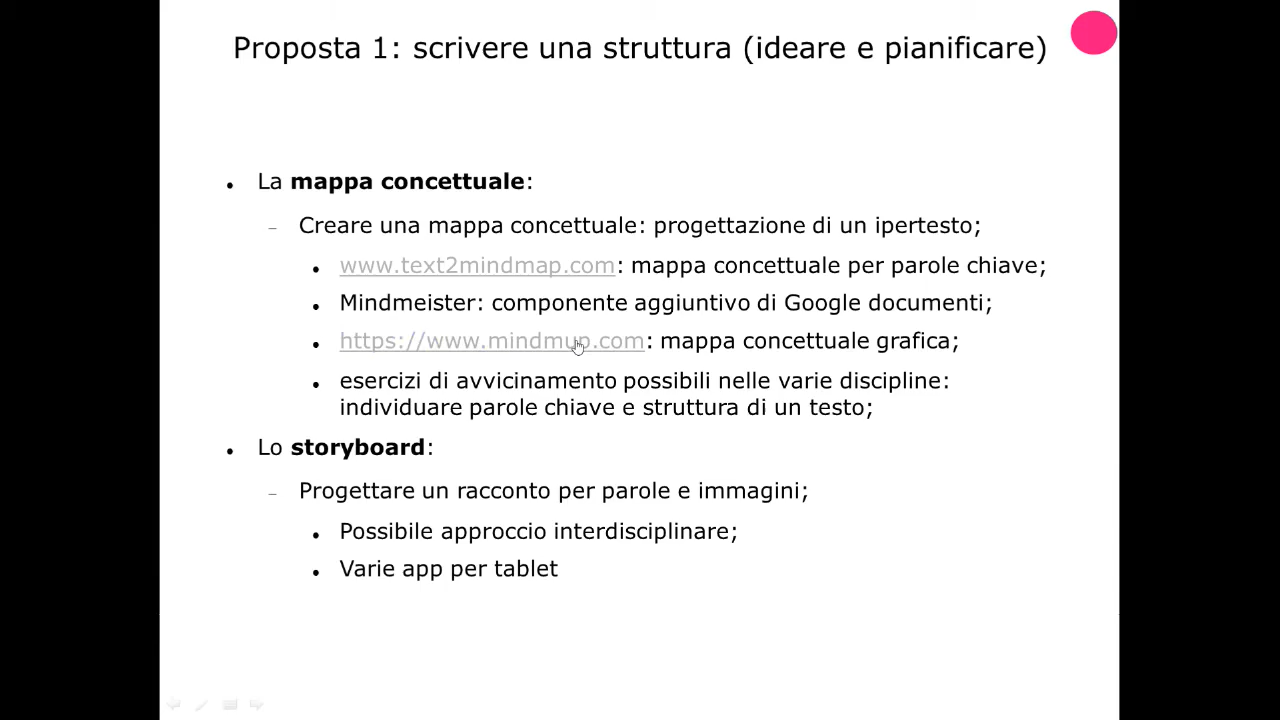 Proposta 1: scrivere una struttura (ideare e pianificare)
● La mappa concettuale:
– Creare una mappa concettuale: progettazione di un ipertesto;
● www.text2mindmap.com: mappa concettuale per parole chiave;
● Mindmeister: componente aggiuntivo di Google documenti;
● https://www.mindmup.com: mappa concettuale grafica;
● esercizi di avvicinamento possibili nelle varie discipline:
individuare parole chiave e struttura di un testo;
● Lo storyboard:
– Progettare un racconto per parole e immagini;
● Possibile approccio interdisciplinare;
● Varie app per tablet